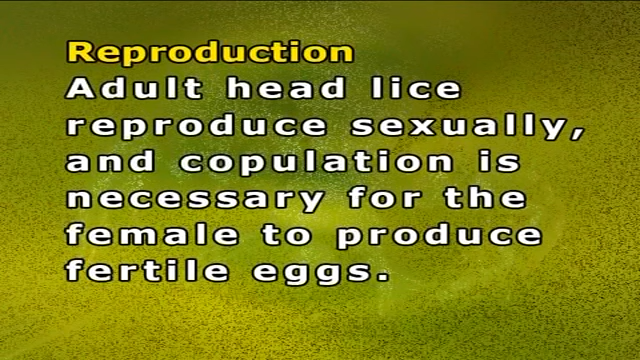 Reproduction
Adult head lice
reproduce sexually,
and copulation is
necessary for the
female to produce
fertile eggs.